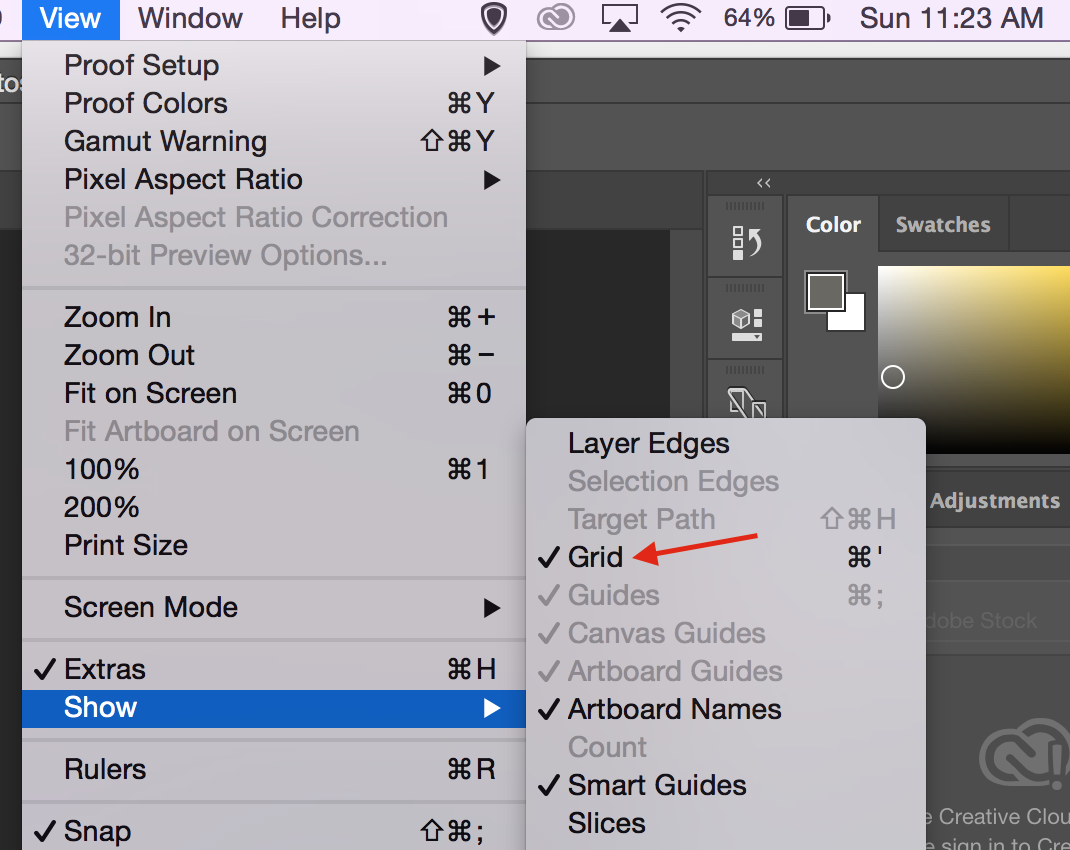 View Window Help 64% Sun 11:23 AM
Proof Setup ▶
Proof Colors ⌘Y
Gamut Warning ⇧⌘Y
Pixel Aspect Ratio ▶
Pixel Aspect Ratio Correction
32-bit Preview Options...
Zoom In ⌘+
Zoom Out ⌘−
Fit on Screen ⌘0
Fit Artboard on Screen
100% ⌘1
200%
Print Size
Screen Mode ▶
✓ Extras ⌘H
Show ▶
Rulers ⌘R
✓ Snap ⇧⌘;
Layer Edges
Selection Edges
Target Path ⇧⌘H
✓ Grid ⌘'
✓ Guides ⌘;
✓ Canvas Guides
✓ Artboard Guides
✓ Artboard Names
Count
✓ Smart Guides
Slices
Color Swatches
Adjustments
dobe Stock
e Creative Clou
e sign in to Cre